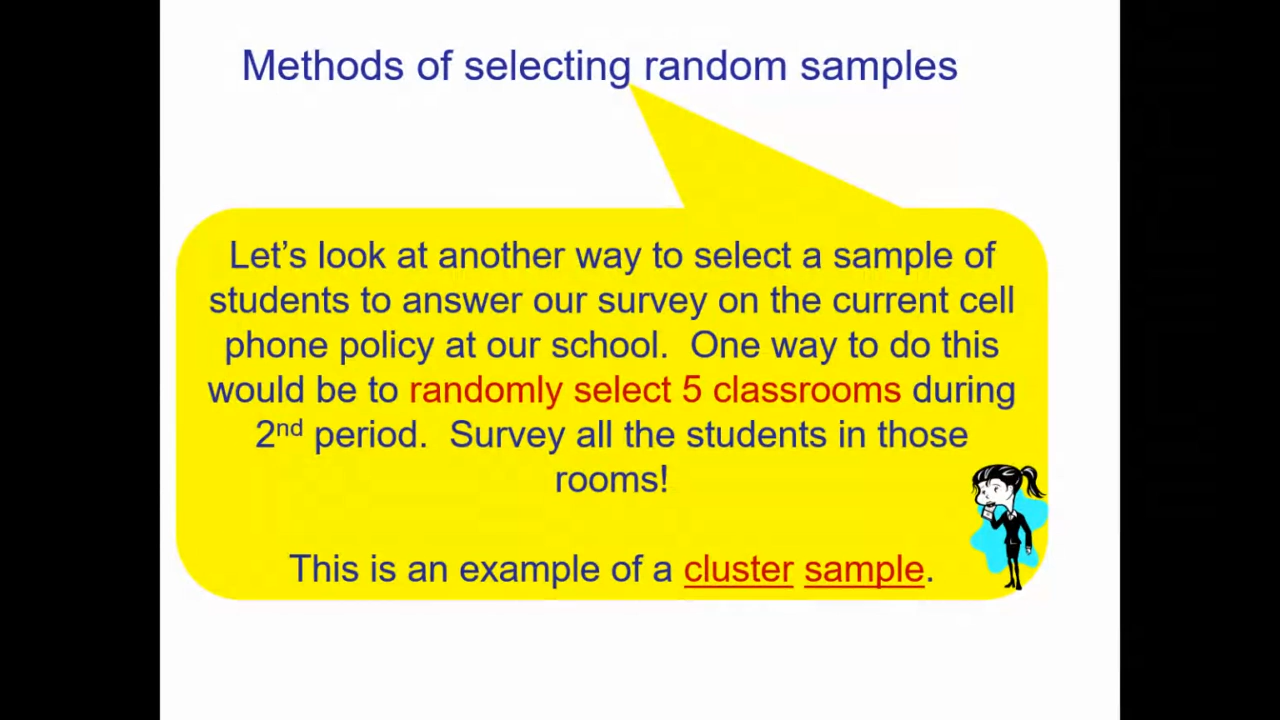 Methods of selecting random samples
Let’s look at another way to select a sample of
students to answer our survey on the current cell
phone policy at our school.  One way to do this
would be to randomly select 5 classrooms during
2nd period.  Survey all the students in those
rooms!
This is an example of a cluster sample.